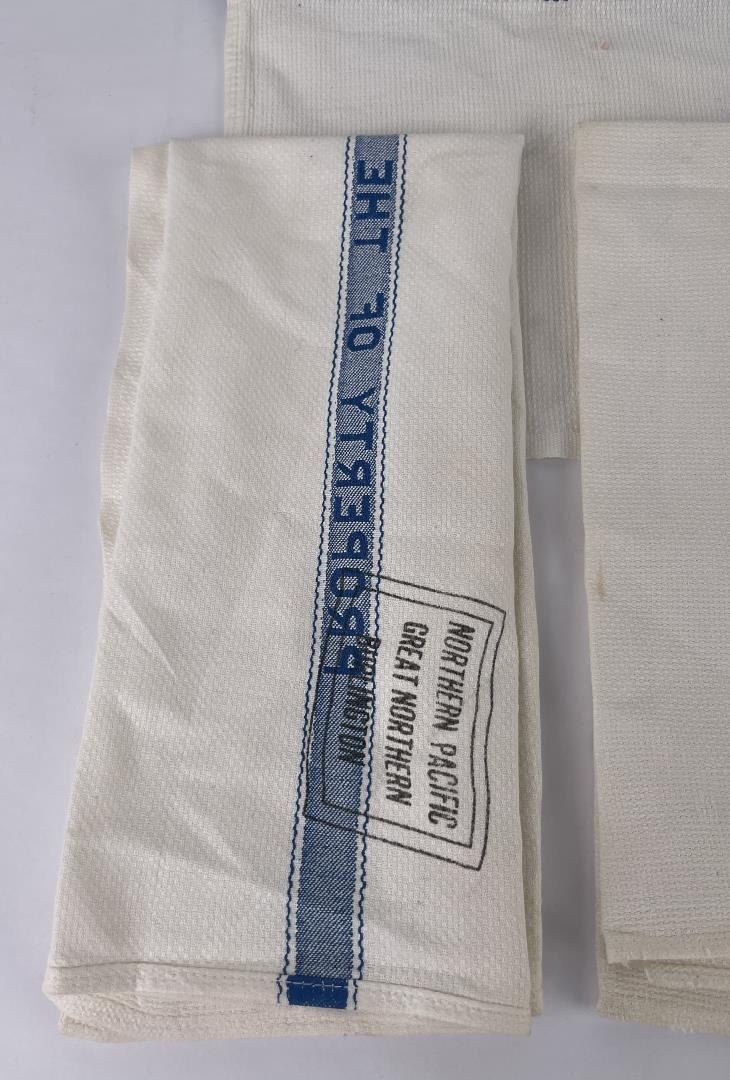 PROPERTY OF THE
NORTHERN PACIFIC
GREAT NORTHERN
BURLINGTON